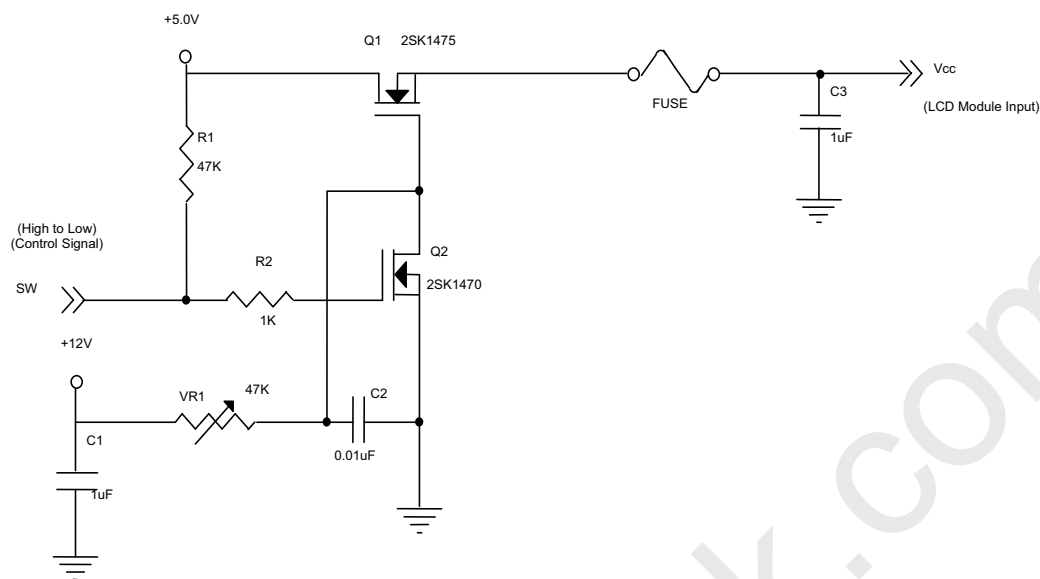 +5.0V
Q1 2SK1475
Vcc
FUSE
C3
(LCD Module Input)
R1
1uF
47K
(High to Low)
(Control Signal)
Q2
R2
2SK1470
SW
1K
+12V
47K
VR1
C2
C1
0.01uF
1uF
k.com